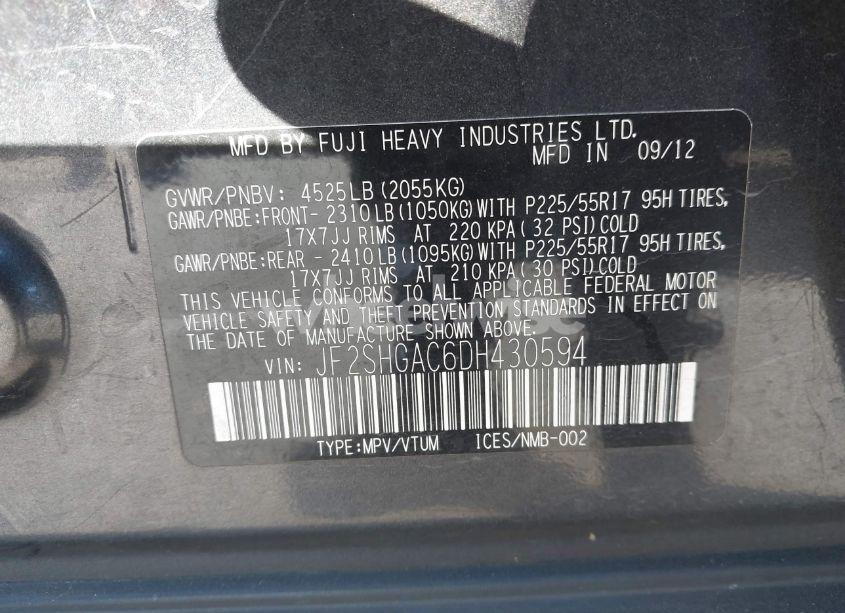 MFD BY FUJI HEAVY INDUSTRIES LTD.
MFD IN 09/12
GVWR/PNBV: 4525LB(2055KG)
GAWR/PNBE:FRONT- 2310LB(1050KG)WITH P225/55R17 95H TIRES,
17X7JJ RIMS AT 220 KPA(32 PSI)COLD
GAWR/PNBE:REAR - 2410LB(1095KG)WITH P225/55R17 95H TIRES,
17X7JJ RIMS AT 210 KPA(30 PSI)COLD
THIS VEHICLE CONFORMS TO ALL APPLICABLE FEDERAL MOTOR
VEHICLE SAFETY AND THEFT PREVENTION STANDARDS IN EFFECT ON
THE DATE OF MANUFACTURE SHOWN ABOVE.
VIN: JF2SHGAC6DH430594
TYPE:MPV/VTUM ICES/NMB-002